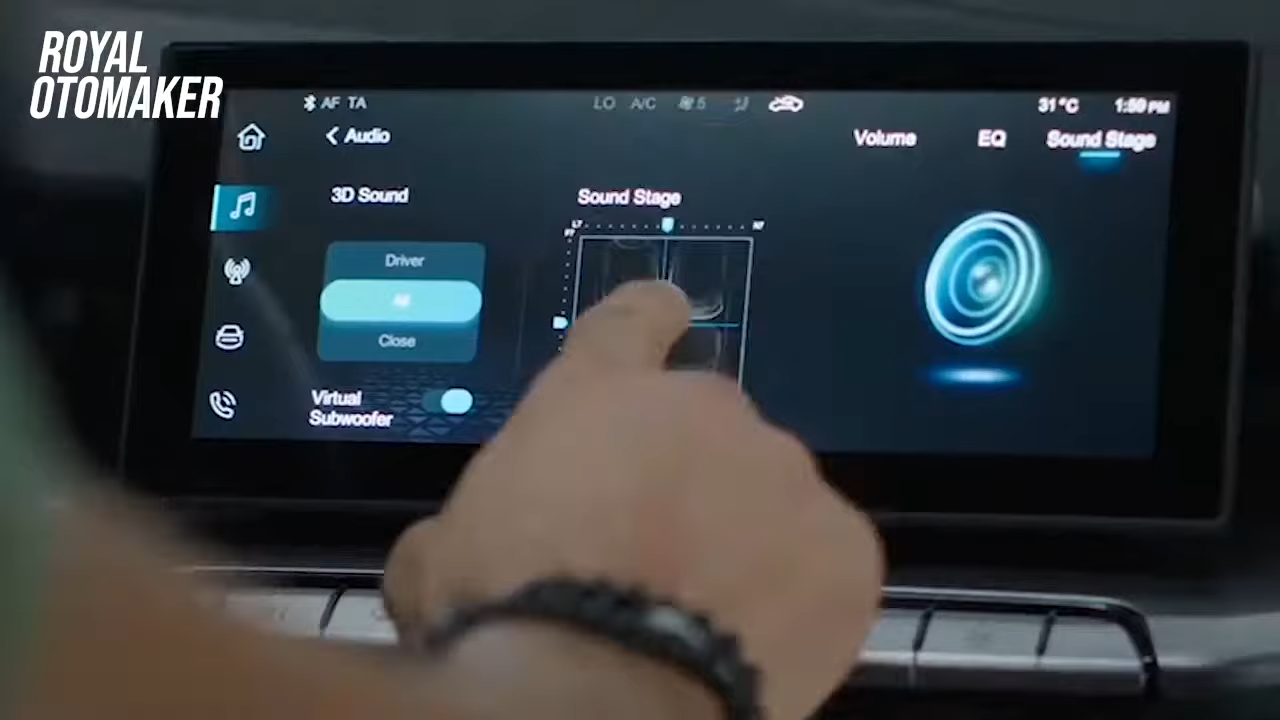 ROYAL
OTOMAKER
AF TA
LO A/C 5
31°C 1:59 PM
Audio
Volume EQ Sound Stage
3D Sound
Sound Stage
Driver
All
Close
Virtual
Subwoofer